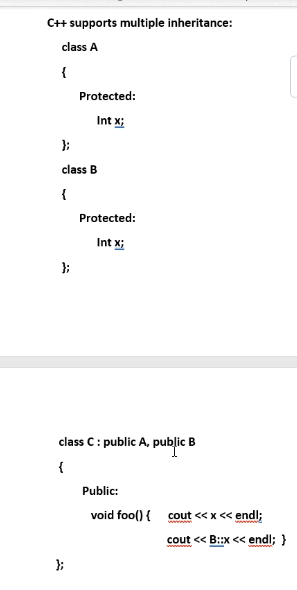 C++ supports multiple inheritance:
class A
{
Protected:
Int x;
};
class B
{
Protected:
Int x;
};
class C : public A, public B
{
Public:
void foo() { cout << x << endl;
cout << B::x << endl; }
};